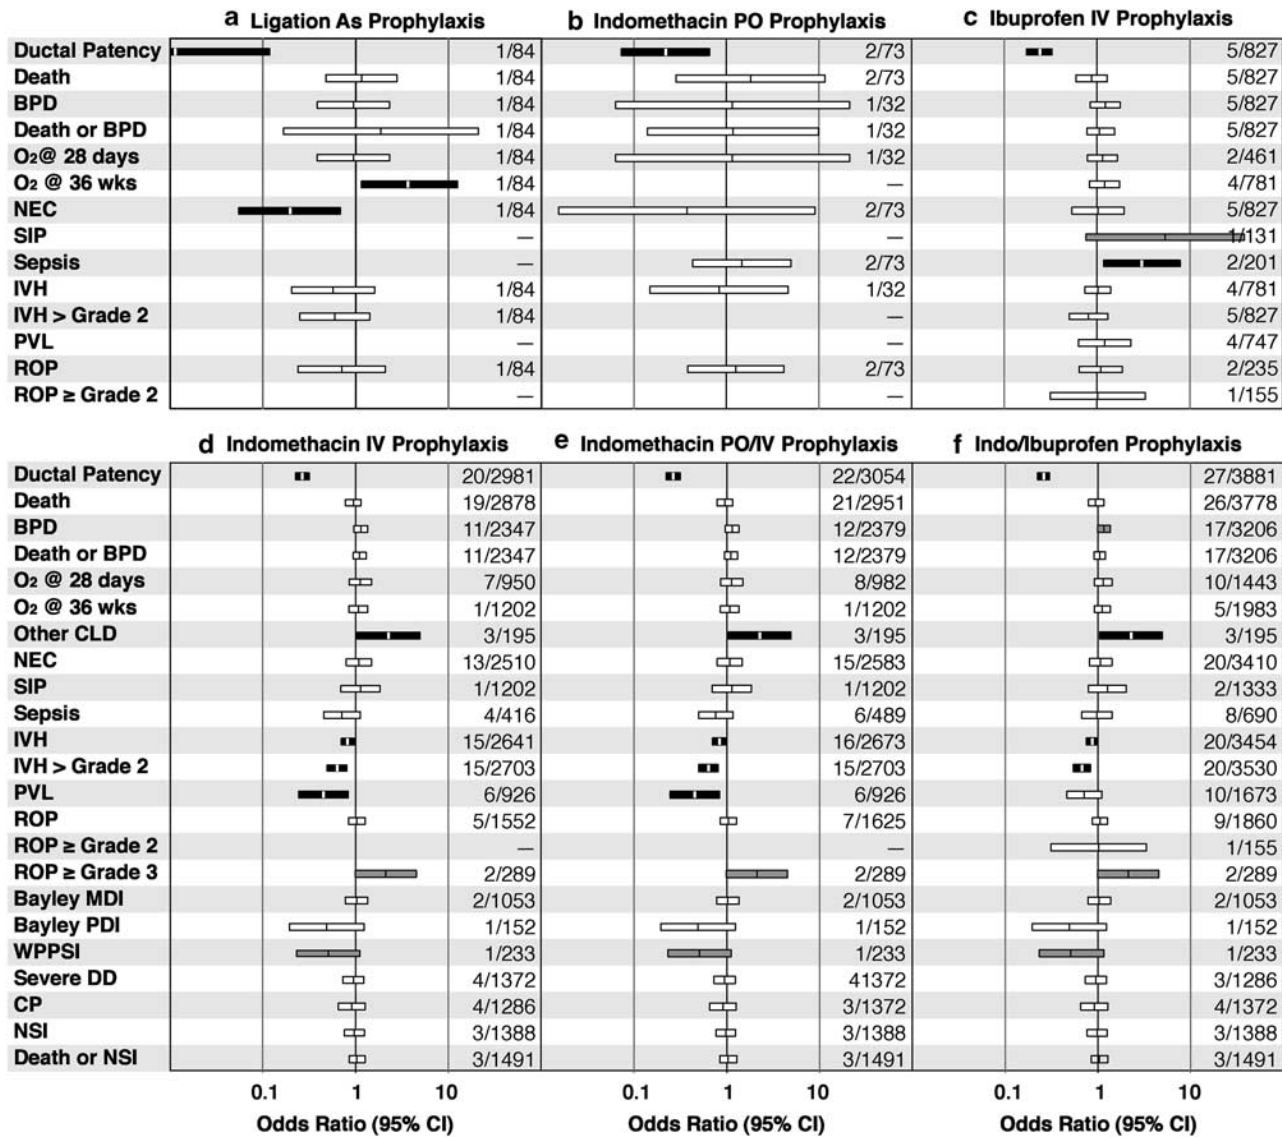 a Ligation As Prophylaxis b Indomethacin PO Prophylaxis c Ibuprofen IV Prophylaxis
Ductal Patency 1/84 2/73 5/827
Death 1/84 2/73 5/827
BPD 1/84 1/32 5/827
Death or BPD 1/84 1/32 5/827
O₂@ 28 days 1/84 1/32 2/461
O₂ @ 36 wks 1/84 — 4/781
NEC 1/84 2/73 5/827
SIP — — 1/131
Sepsis — 2/73 2/201
IVH 1/84 1/32 4/781
IVH > Grade 2 1/84 — 5/827
PVL — — 4/747
ROP 1/84 2/73 2/235
ROP ≥ Grade 2 — — 1/155
d Indomethacin IV Prophylaxis e Indomethacin PO/IV Prophylaxis f Indo/Ibuprofen Prophylaxis
Ductal Patency 20/2981 22/3054 27/3881
Death 19/2878 21/2951 26/3778
BPD 11/2347 12/2379 17/3206
Death or BPD 11/2347 12/2379 17/3206
O₂ @ 28 days 7/950 8/982 10/1443
O₂ @ 36 wks 1/1202 1/1202 5/1983
Other CLD 3/195 3/195 3/195
NEC 13/2510 15/2583 20/3410
SIP 1/1202 1/1202 2/1333
Sepsis 4/416 6/489 8/690
IVH 15/2641 16/2673 20/3454
IVH > Grade 2 15/2703 15/2703 20/3530
PVL 6/926 6/926 10/1673
ROP 5/1552 7/1625 9/1860
ROP ≥ Grade 2 — — 1/155
ROP ≥ Grade 3 2/289 2/289 2/289
Bayley MDI 2/1053 2/1053 2/1053
Bayley PDI 1/152 1/152 1/152
WPPSI 1/233 1/233 1/233
Severe DD 4/1372 41372 3/1286
CP 4/1286 3/1372 4/1372
NSI 3/1388 3/1388 3/1388
Death or NSI 3/1491 3/1491 3/1491
0.1 1 10 0.1 1 10 0.1 1 10
Odds Ratio (95% CI) Odds Ratio (95% CI) Odds Ratio (95% CI)